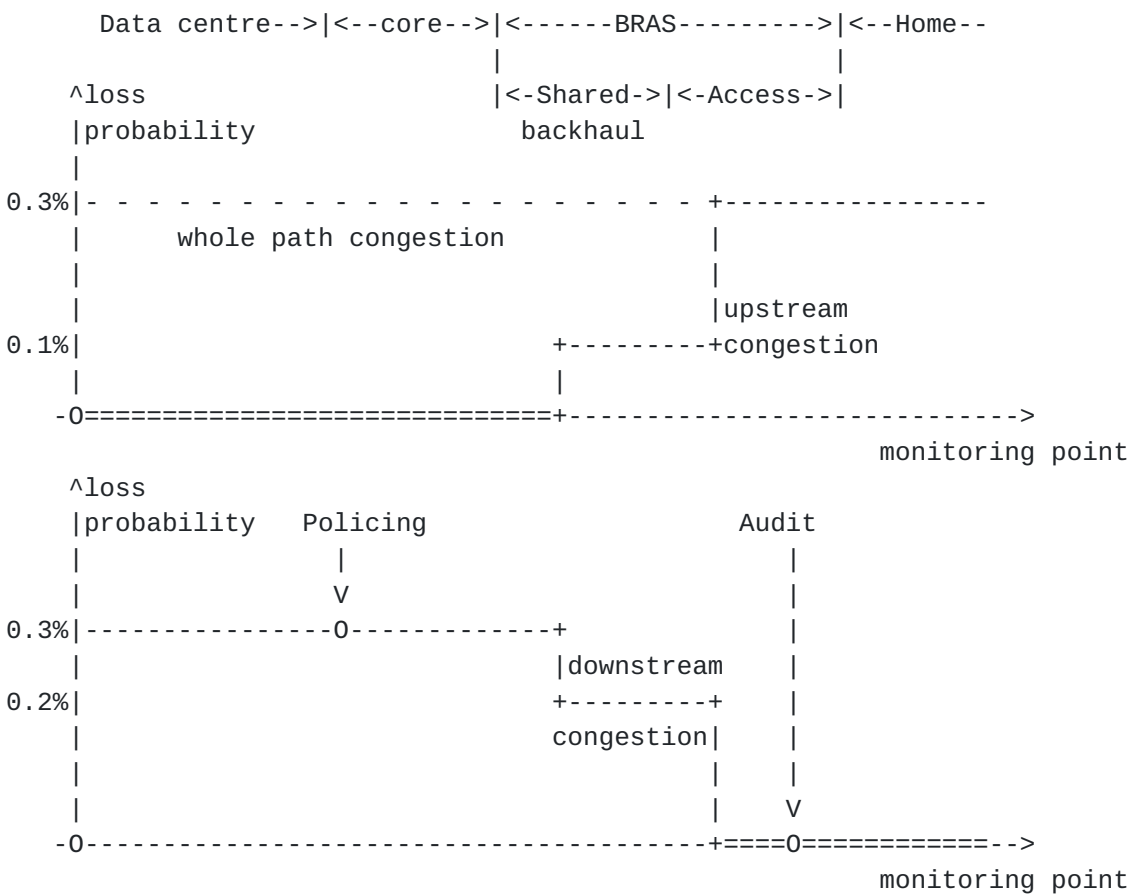 Data centre-->|<--core-->|<------BRAS--------->|<--Home--
|                     |
^loss                      |<-Shared->|<-Access->|
|probability                 backhaul
|
0.3%|- - - - - - - - - - - - - - - - - - - - -+-----------------
|      whole path congestion             |
|                                        |
|                                        |upstream
0.1%|                              +---------+congestion
|                              |
-O==============================+----------------------------->
monitoring point
^loss
|probability   Policing                    Audit
|                |                            |
|                V                            |
0.3%|----------------O-------------+              |
|                              |downstream    |
0.2%|                              +---------+    |
|                              congestion|    |
|                                        |    |
|                                        |    V
-O----------------------------------------+====O============-->
monitoring point